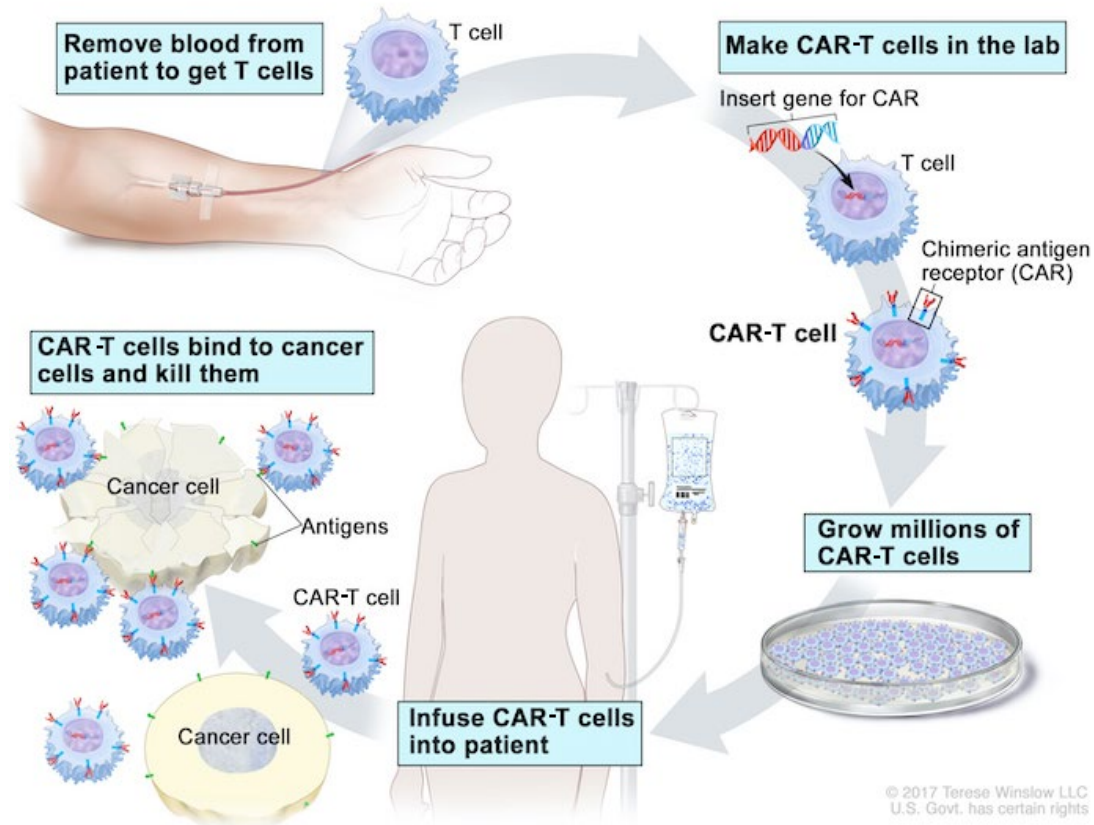 Remove blood from
patient to get T cells
T cell
Make CAR-T cells in the lab
Insert gene for CAR
T cell
Chimeric antigen
receptor (CAR)
CAR-T cell
Grow millions of
CAR-T cells
Infuse CAR-T cells
into patient
CAR-T cells bind to cancer
cells and kill them
Cancer cell
Antigens
CAR-T cell
Cancer cell
© 2017 Terese Winslow LLC
U.S. Govt. has certain rights